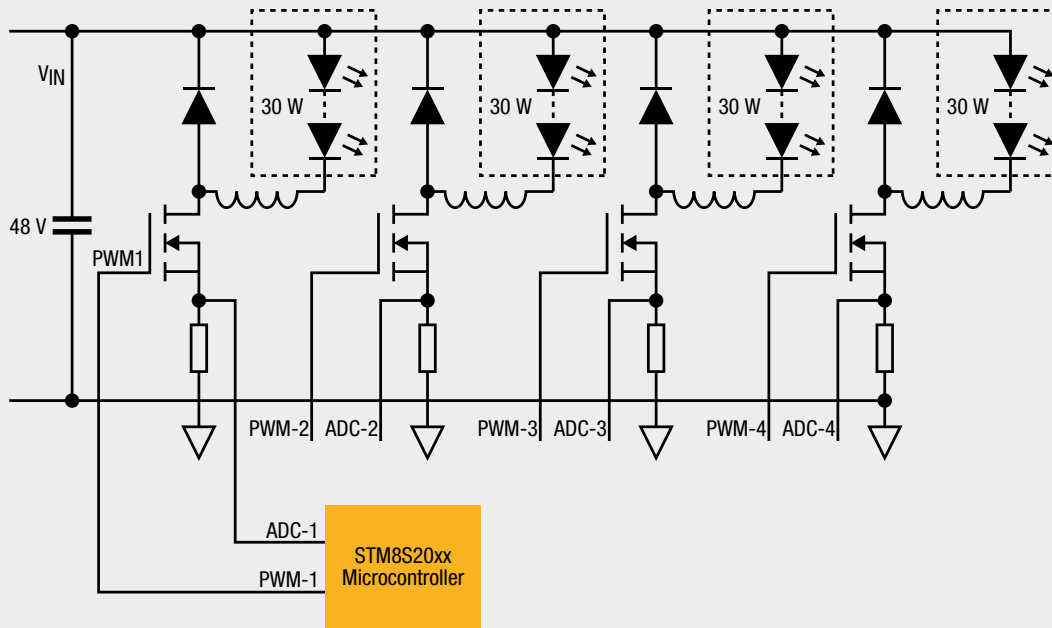 VIN
30 W
30 W
30 W
30 W
48 V
PWM1
PWM-2
ADC-2
PWM-3
ADC-3
PWM-4
ADC-4
ADC-1
PWM-1
STM8S20xx
Microcontroller